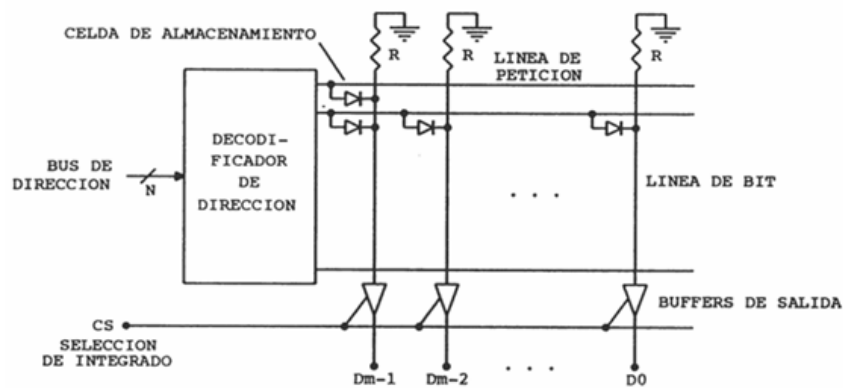 CELDA DE ALMACENAMIENTO
R
R
R
LINEA DE
PETICION
DECODI-
FICADOR
DE
DIRECCION
BUS DE
DIRECCION
N
LINEA DE BIT
. . .
BUFFERS DE SALIDA
CS
SELECCION
DE INTEGRADO
Dm-1
Dm-2
. . .
D0